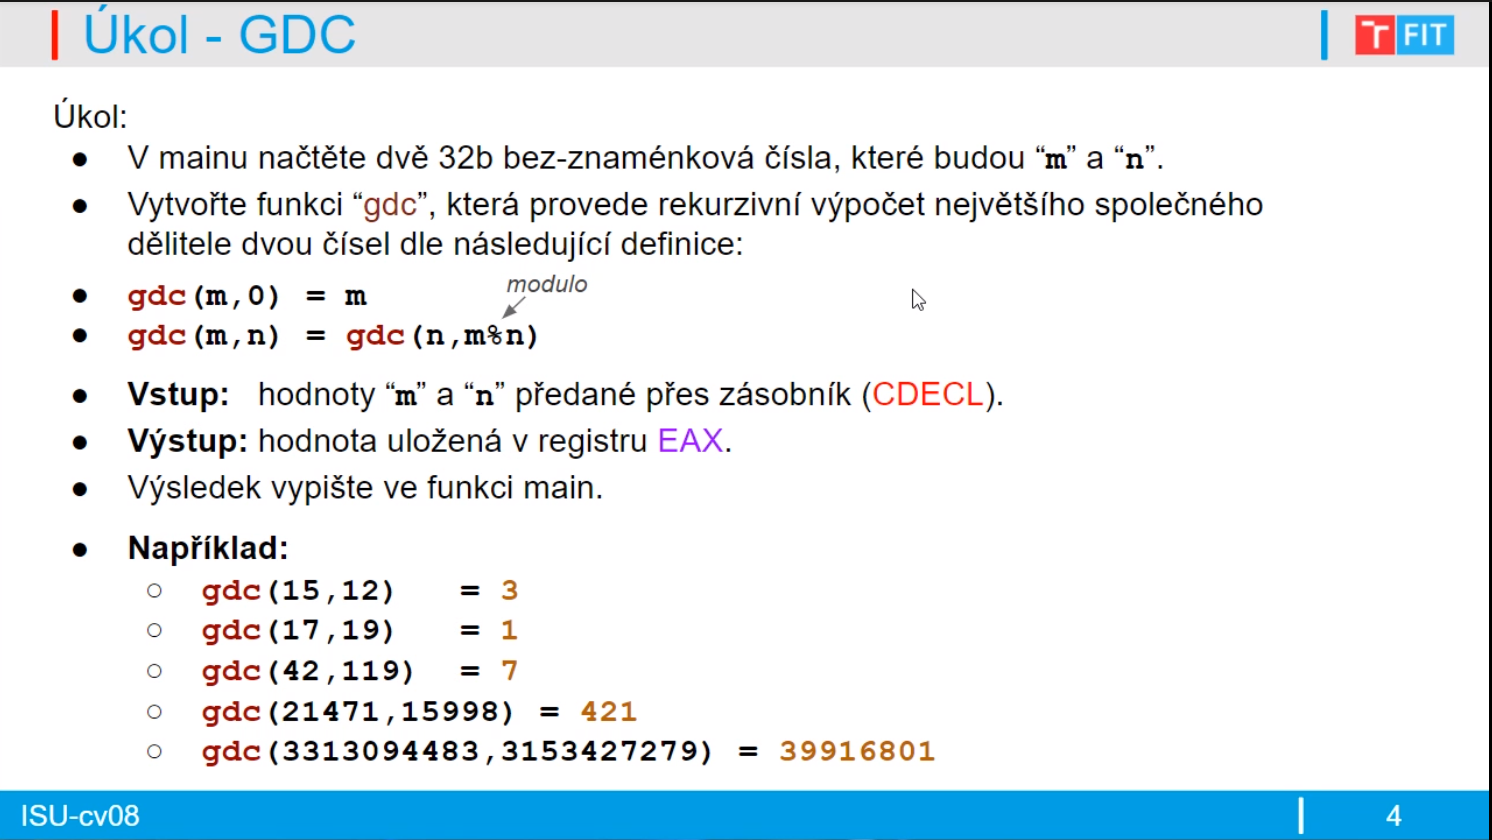 Úkol - GDC
T FIT
Úkol:
● V mainu načtěte dvě 32b bez-znaménková čísla, které budou “m” a “n”.
● Vytvořte funkci “gdc”, která provede rekurzivní výpočet největšího společného
dělitele dvou čísel dle následující definice:
modulo
● gdc(m,0) = m
● gdc(m,n) = gdc(n,m%n)
● Vstup: hodnoty “m” a “n” předané přes zásobník (CDECL).
● Výstup: hodnota uložená v registru EAX.
● Výsledek vypište ve funkci main.
● Například:
○ gdc(15,12) = 3
○ gdc(17,19) = 1
○ gdc(42,119) = 7
○ gdc(21471,15998) = 421
○ gdc(3313094483,3153427279) = 39916801
ISU-cv08
4